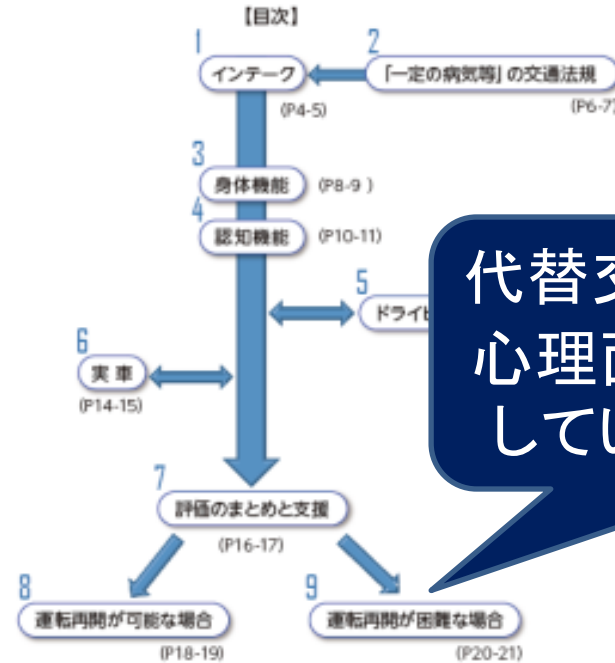 【目次】
1
インテーク
(P4-5)
2
「一定の病気等」の交通法規
(P6-7)
3
身体機能
(P8-9 )
4
認知機能
(P10-11)
5
ドライ
代替
心理
してい
6
実 車
(P14-15)
7
評価のまとめと支援
(P16-17)
8
運転再開が可能な場合
(P18-19)
9
運転再開が困難な場合
(P20-21)